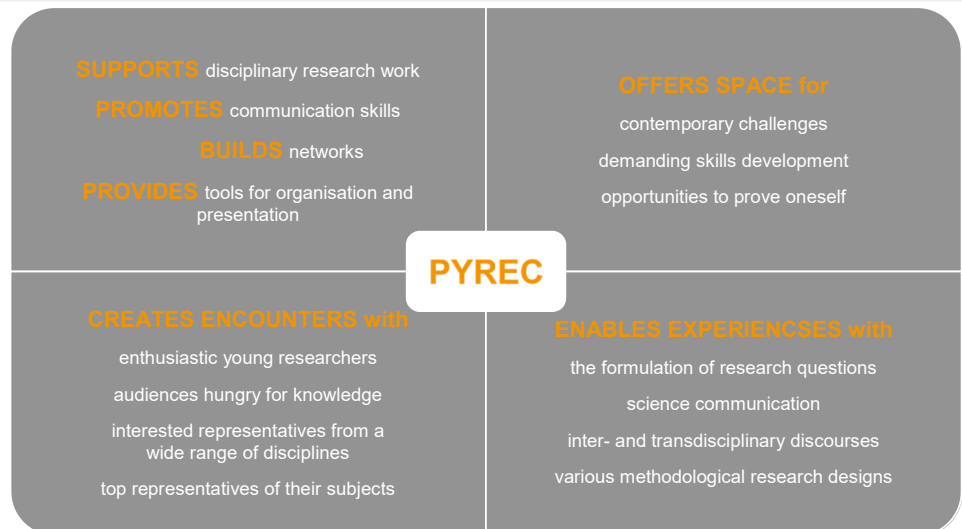 SUPPORTS disciplinary research work
PROMOTES communication skills
BUILDS networks
PROVIDES tools for organisation and
presentation
OFFERS SPACE for
contemporary challenges
demanding skills development
opportunities to prove oneself
PYREC
CREATES ENCOUNTERS with
enthusiastic young researchers
audiences hungry for knowledge
interested representatives from a
wide range of disciplines
top representatives of their subjects
ENABLES EXPERIENCSES with
the formulation of research questions
science communication
inter- and transdisciplinary discourses
various methodological research designs